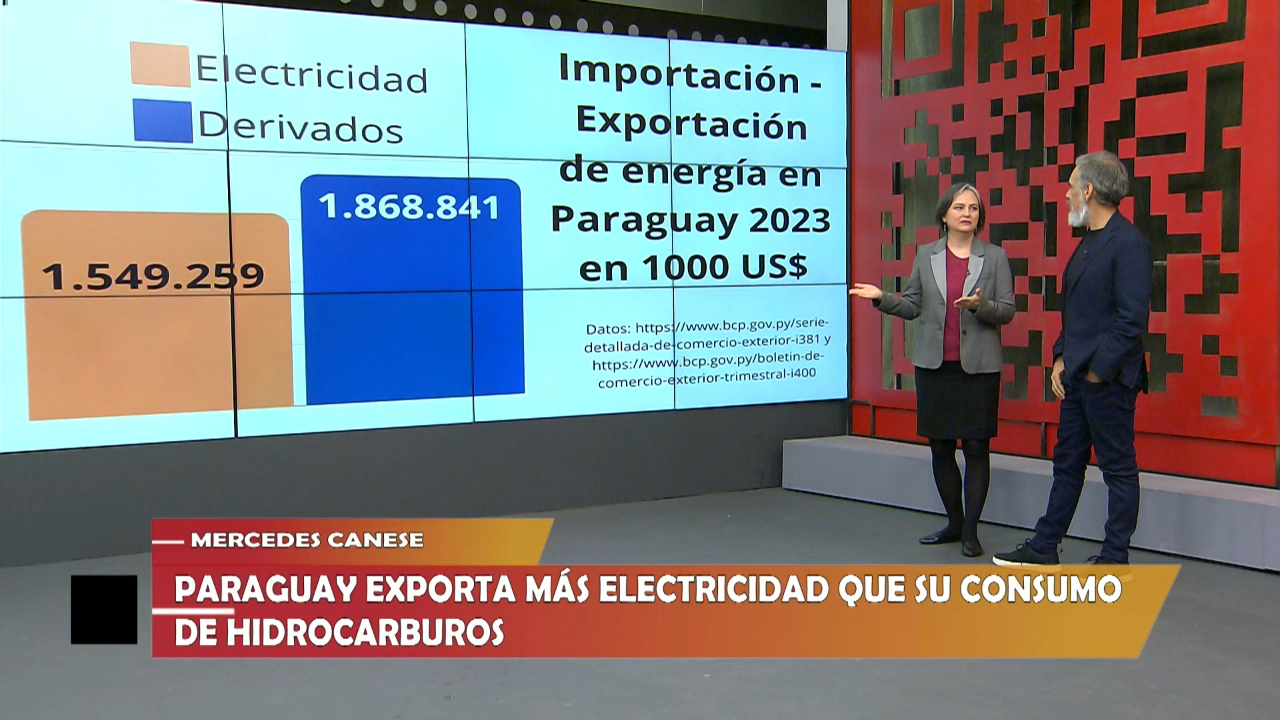 Electricidad
Derivados
1.549.259
1.868.841
Importación -
Exportación
de energía en
Paraguay 2023
en 1000 US$
Datos: https://www.bcp.gov.py/serie-
detallada-de-comercio-exterior-i381 y
https://www.bcp.gov.py/boletin-de-
comercio-exterior-trimestral-i400
MERCEDES CANESE
PARAGUAY EXPORTA MÁS ELECTRICIDAD QUE SU CONSUMO
DE HIDROCARBUROS